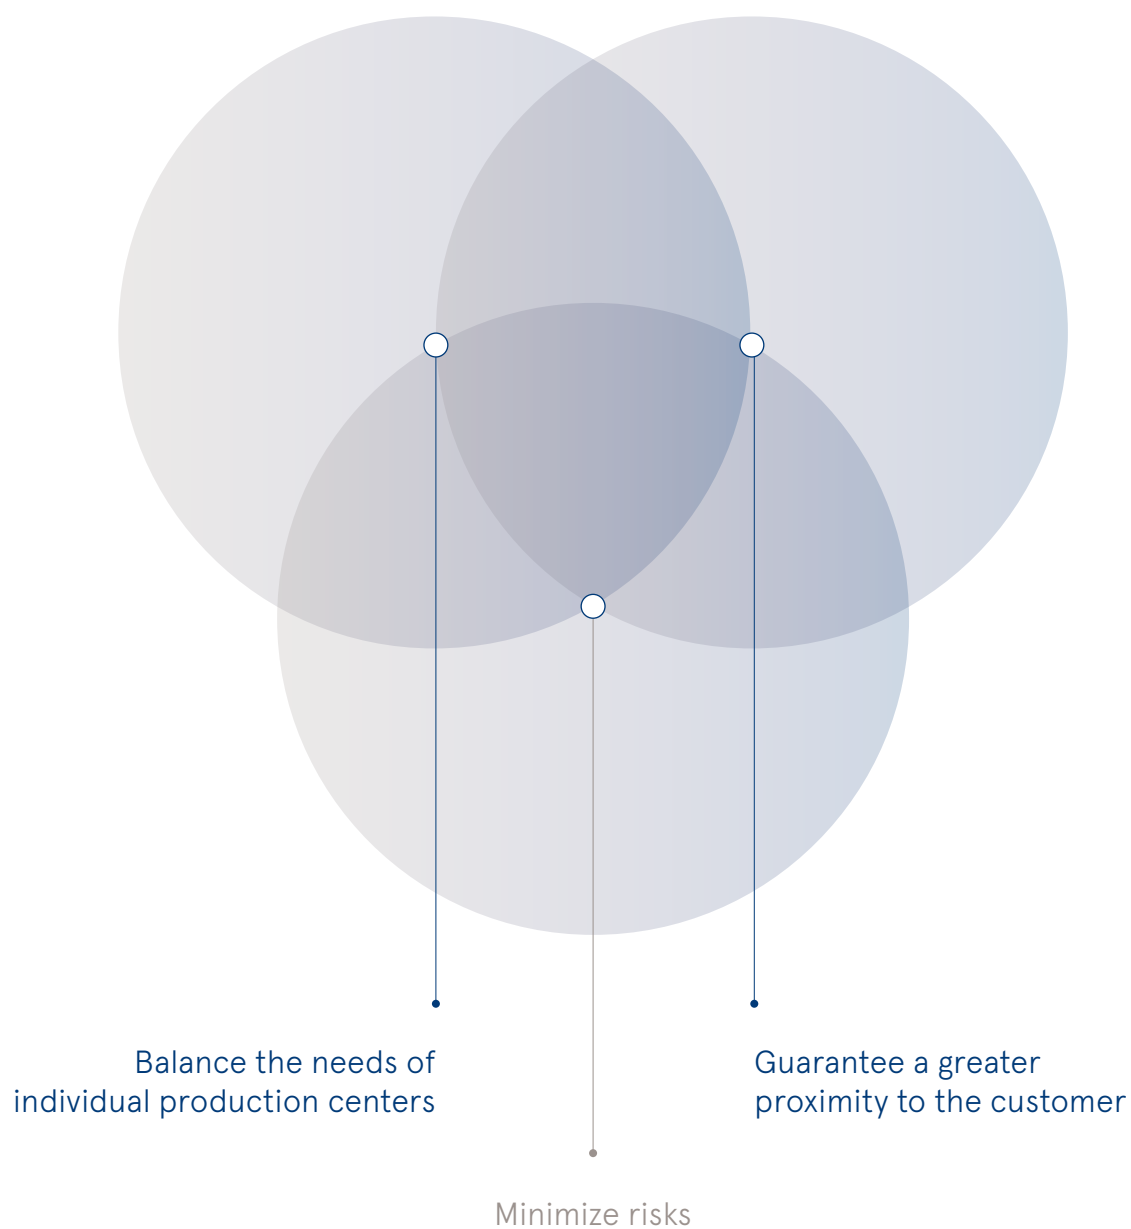 Balance the needs of
individual production centers
Guarantee a greater
proximity to the customer
Minimize risks